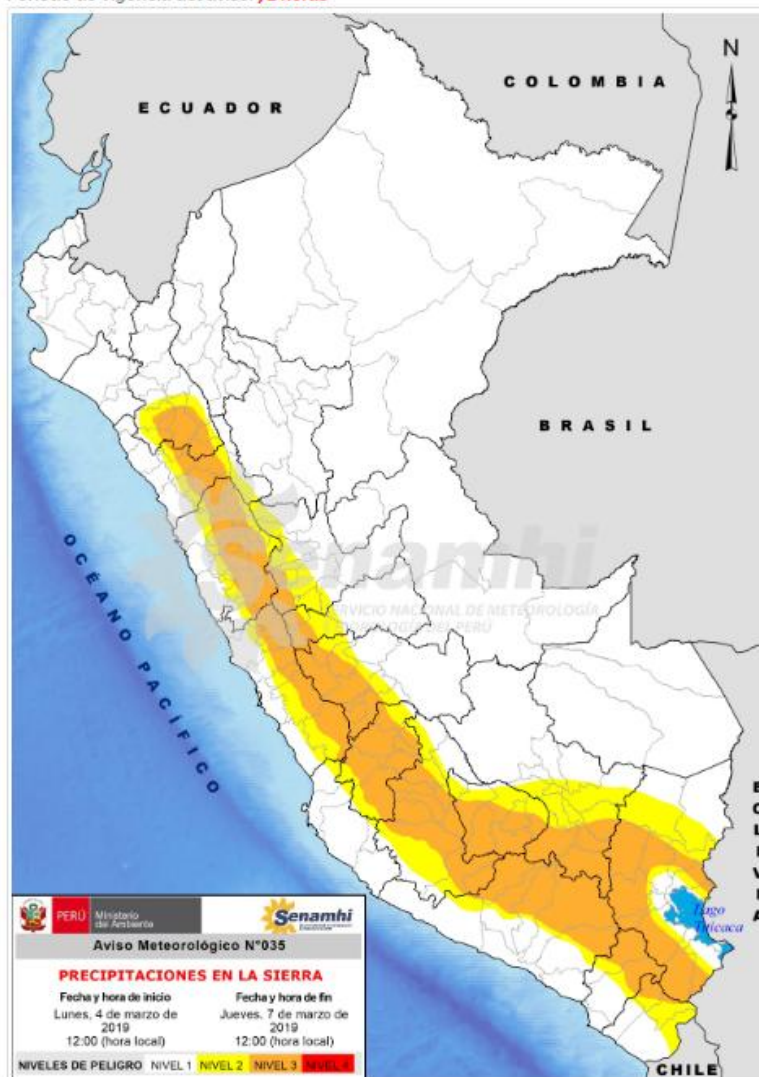 N
COLOMBIA
ECUADOR
BRASIL
Senamhi
SERVICIO NACIONAL DE METEOROLOGÍA
E HIDROLOGÍA DEL PERÚ
OCÉANO PACÍFICO
BOLIVIA
Lago
Titicaca
PERÚ
Ministerio
del Ambiente
Senamhi
Aviso Meteorológico N°035
PRECIPITACIONES EN LA SIERRA
Fecha y hora de inicio
Lunes, 4 de marzo de
2019
12:00 (hora local)
Fecha y hora de fin
Jueves, 7 de marzo de
2019
12:00 (hora local)
NIVELES DE PELIGRO NIVEL 1 NIVEL 2 NIVEL 3 NIVEL 4
CHILE